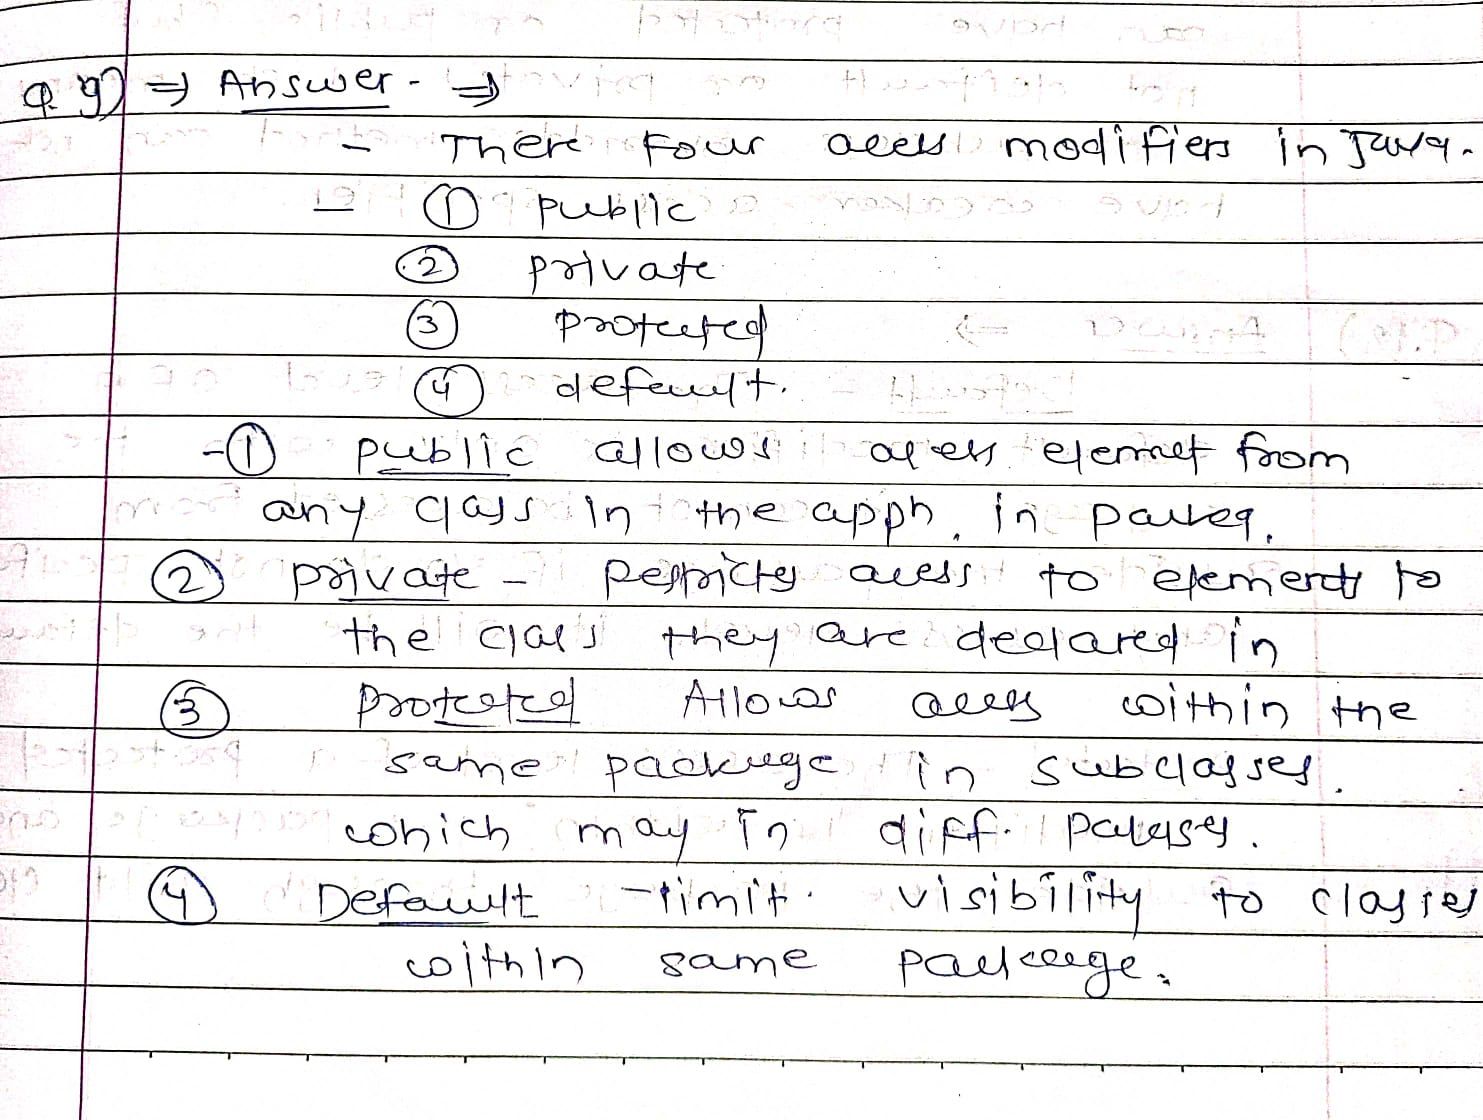 Q. 9) ⇒ Answer - ⇒
- There four acess modifiers in Java.
- ① public
② private
③ protected
④ default.
- ① public allows acess elemnet from
any class in the appn. in packeg.
② private - Restricts acess to elements to
the class they are declared in
③ protected Allows acess within the
same package in subclasses.
which may in diff. packages.
④ Default - limit. visibility to classes
within same package.